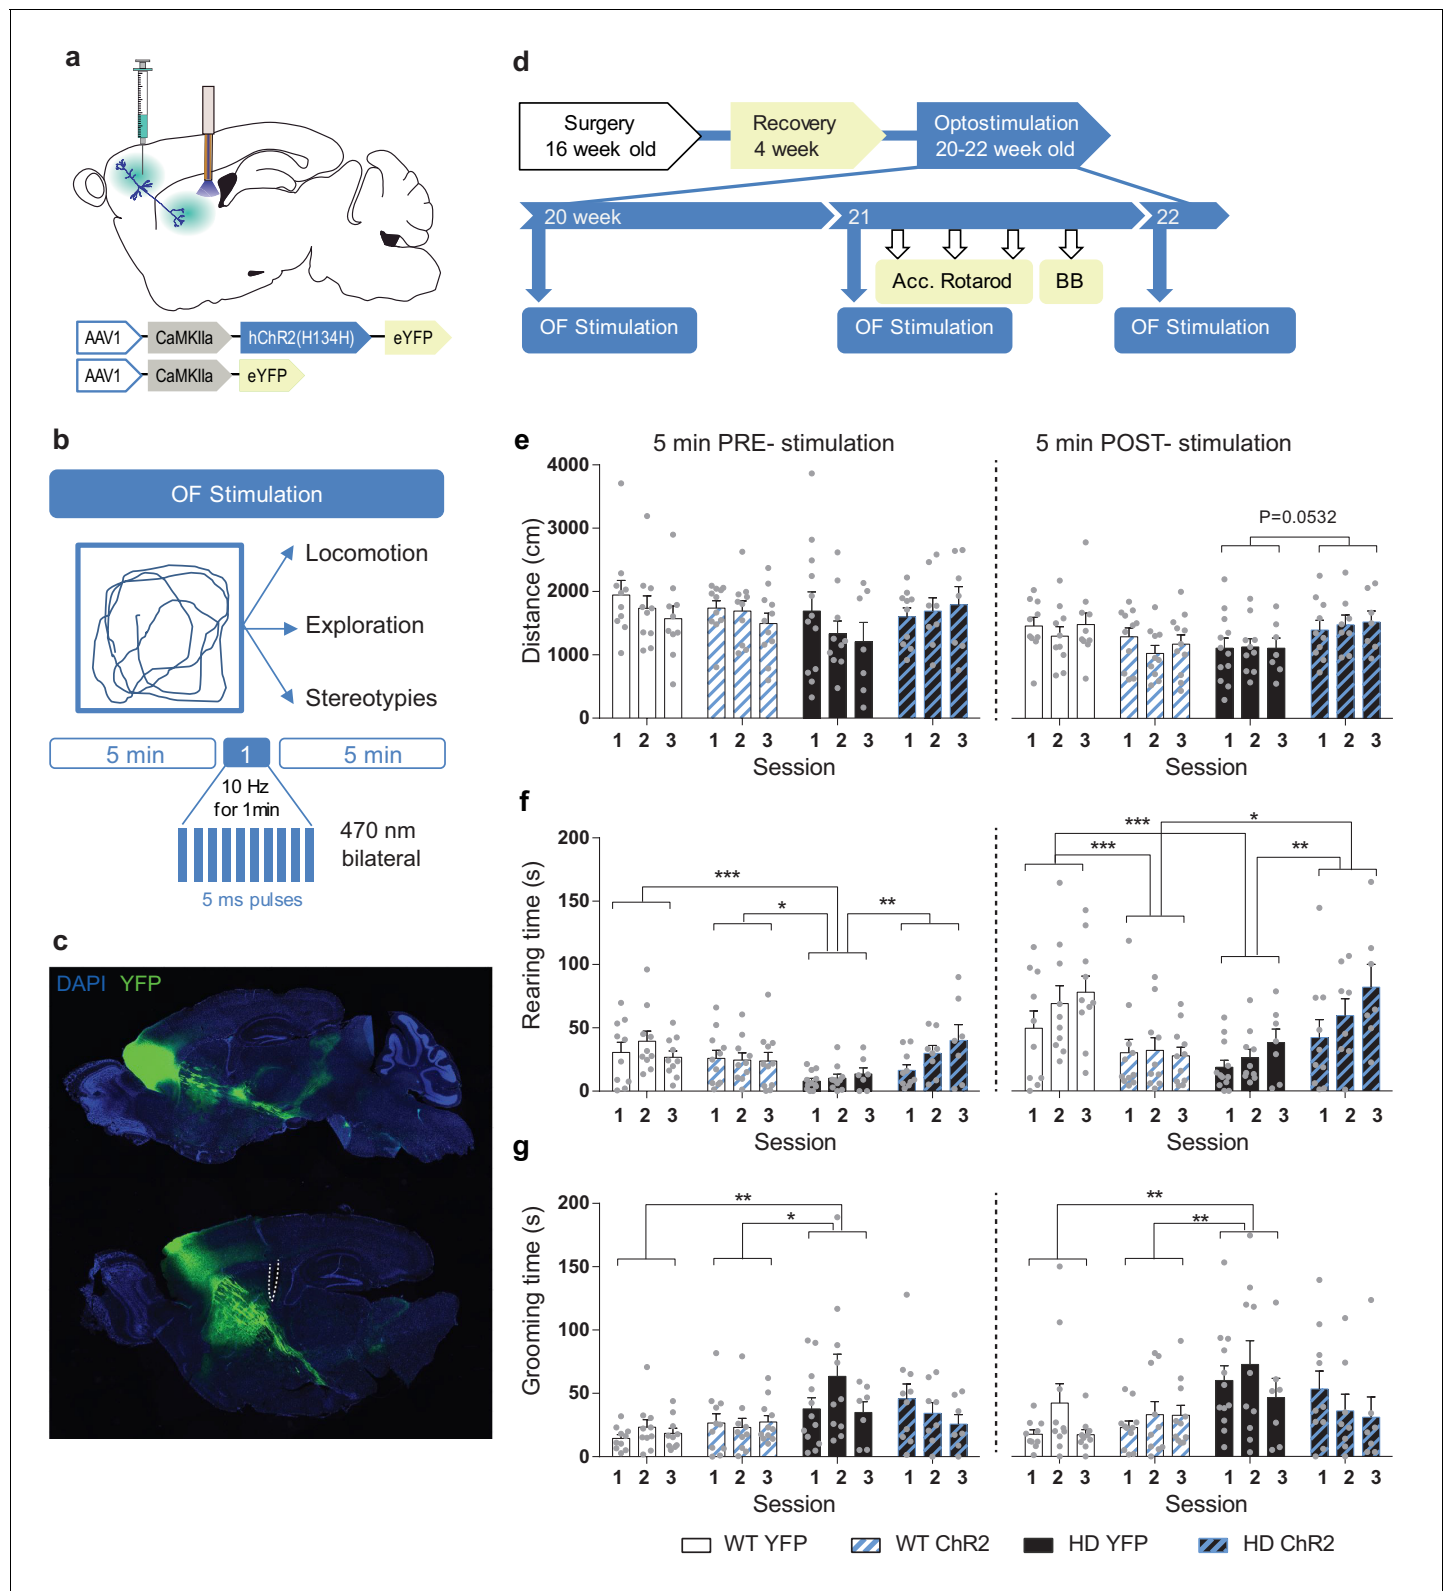 a
AAV1 CaMKIIa hChR2(H134H) eYFP
AAV1 CaMKIIa eYFP
b
OF Stimulation
Locomotion
Exploration
Stereotypies
5 min 1 5 min
10 Hz
for 1min
470 nm
bilateral
5 ms pulses
c
DAPI YFP
d
Surgery
16 week old
Recovery
4 week
Optostimulation
20-22 week old
20 week 21 22
Acc. Rotarod BB
OF Stimulation OF Stimulation OF Stimulation
e
5 min PRE- stimulation 5 min POST- stimulation
Distance (cm)
4000
3000
2000
1000
0
P=0.0532
1 2 3 1 2 3 1 2 3 1 2 3 1 2 3 1 2 3 1 2 3 1 2 3
Session Session
f
Rearing time (s)
200
150
100
50
0
*** * **
*** *** * **
1 2 3 1 2 3 1 2 3 1 2 3 1 2 3 1 2 3 1 2 3 1 2 3
Session Session
g
Grooming time (s)
200
150
100
50
0
** *
** **
1 2 3 1 2 3 1 2 3 1 2 3 1 2 3 1 2 3 1 2 3 1 2 3
Session Session
WT YFP WT ChR2 HD YFP HD ChR2